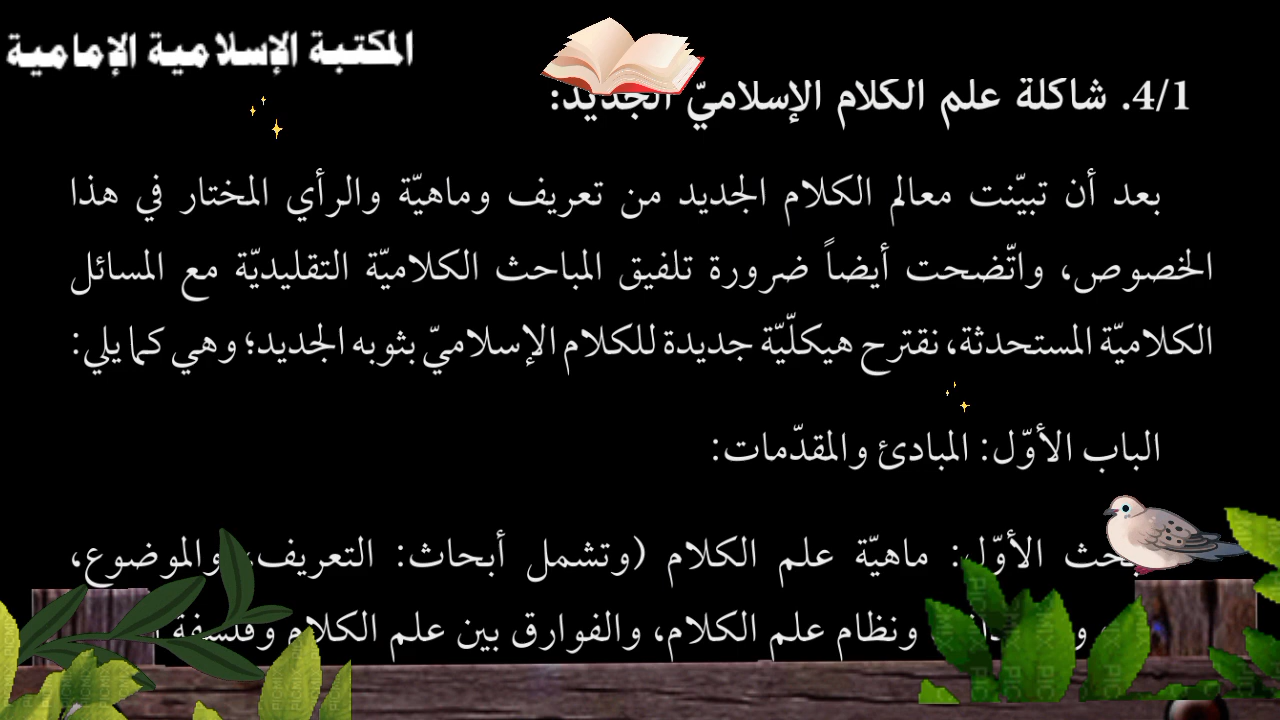 المكتبة الإسلامية الإمامية
4/1. شاكلة علم الكلام الإسلاميّ الجديد:
بعد أن تبيّنت معالم الكلام الجديد من تعريف وماهيّة والرأي المختار في هذا
الخصوص، واتّضحت أيضاً ضرورة تلفيق المباحث الكلاميّة التقليديّة مع المسائل
الكلاميّة المستحدثة، نقترح هيكلّيّة جديدة للكلام الإسلاميّ بثوبه الجديد؛ وهي كما يلي:
الباب الأوّل: المبادئ والمقدّمات:
الأوّل: ماهيّة علم الكلام (وتشمل أبحاث: التعريف، والموضوع،
ونظام علم الكلام، والفوارق بين علم الكلام وفلسفة